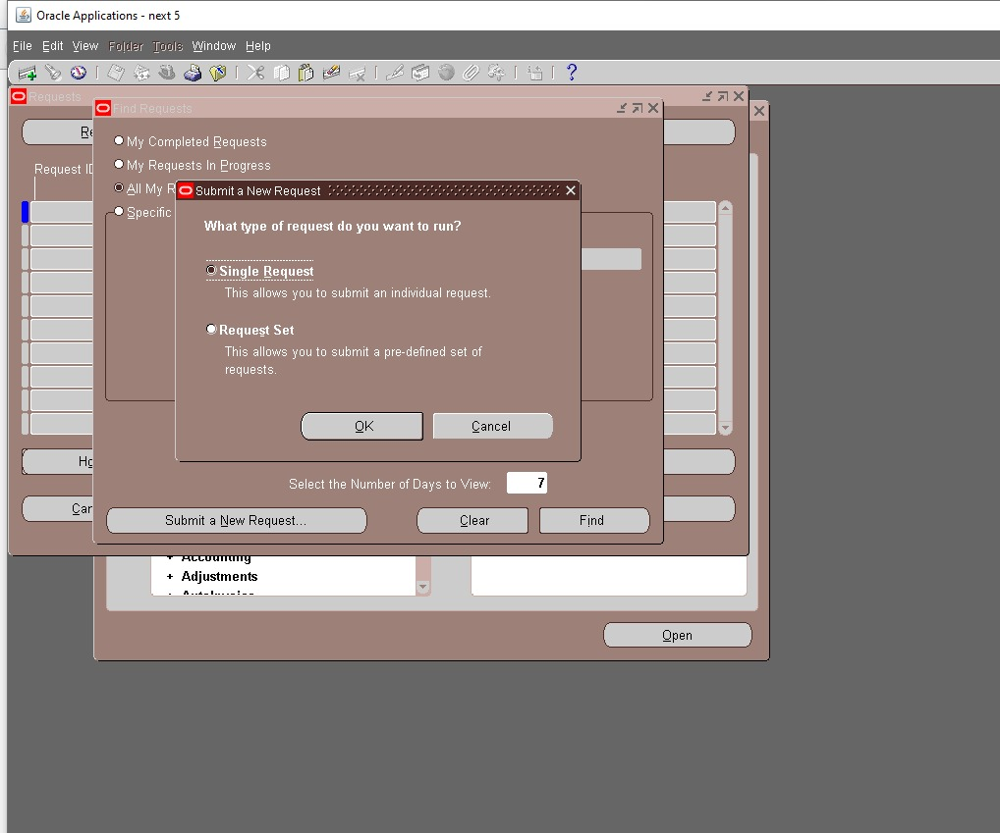 Oracle Applications - next 5
File Edit View Folder Tools Window Help
Requests
Find Requests
My Completed Requests
My Requests In Progress
Request ID
All My R
Specific
Submit a New Request
What type of request do you want to run?
Single Request
This allows you to submit an individual request.
Request Set
This allows you to submit a pre-defined set of
requests.
OK Cancel
Select the Number of Days to View: 7
Submit a New Request... Clear Find
+ Accounting
+ Adjustments
+ AutoInvoice
Open